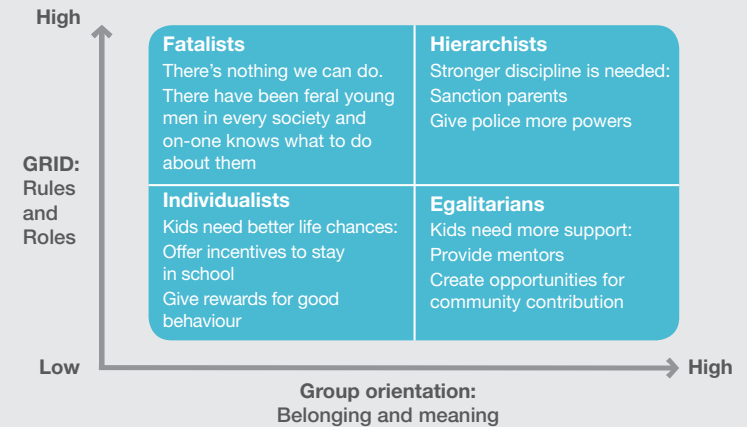 High
GRID:
Rules
and
Roles
Low
Fatalists
There's nothing we can do.
There have been feral young
men in every society and
on-one knows what to do
about them
Hierarchists
Stronger discipline is needed:
Sanction parents
Give police more powers
Individualists
Kids need better life chances:
Offer incentives to stay
in school
Give rewards for good
behaviour
Egalitarians
Kids need more support:
Provide mentors
Create opportunities for
community contribution
High
Group orientation:
Belonging and meaning